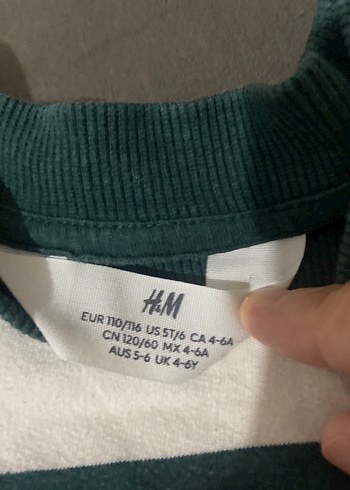 H&M
EUR 110/116 US 5T/6 CA 4-6A
CN 120/60 MX 4-6A
AUS 5-6 UK 4-6Y